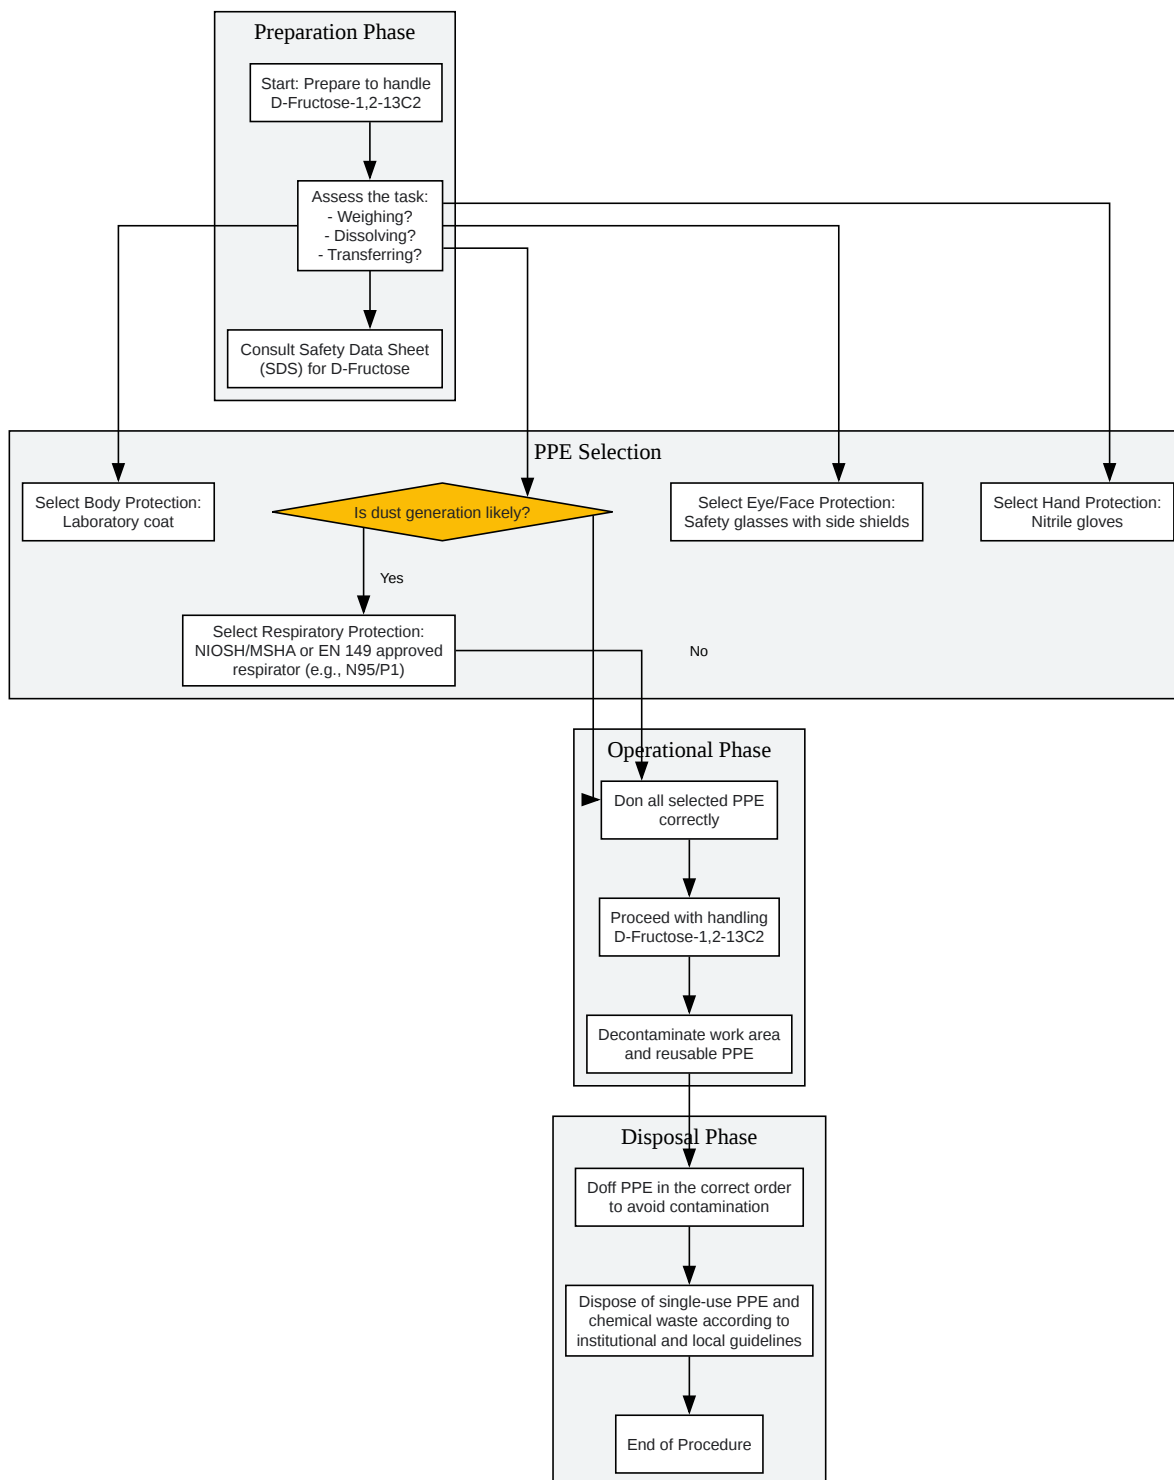 Preparation Phase
Start: Prepare to handle
D-Fructose-1,2-13C2
Assess the task:
- Weighing?
- Dissolving?
- Transferring?
Consult Safety Data Sheet
(SDS) for D-Fructose
PPE Selection
Select Body Protection:
Laboratory coat
Is dust generation likely?
Select Eye/Face Protection:
Safety glasses with side shields
Select Hand Protection:
Nitrile gloves
Yes
Select Respiratory Protection:
NIOSH/MSHA or EN 149 approved
respirator (e.g., N95/P1)
No
Operational Phase
Don all selected PPE
correctly
Proceed with handling
D-Fructose-1,2-13C2
Decontaminate work area
and reusable PPE
Disposal Phase
Doff PPE in the correct order
to avoid contamination
Dispose of single-use PPE and
chemical waste according to
institutional and local guidelines
End of Procedure